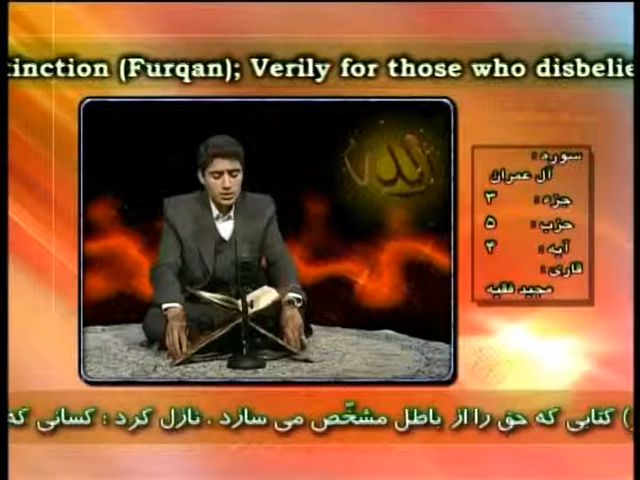 tinction (Furqan); Verily for those who disbelie
الله
سوره :
آل عمران
جزء : ۳
حزب : ۵
آیه : ۴
قاری :
مجید فقیه
) کتابی که حق را از باطل مشخّص می سازد . نازل کرد ؛ کسانی که